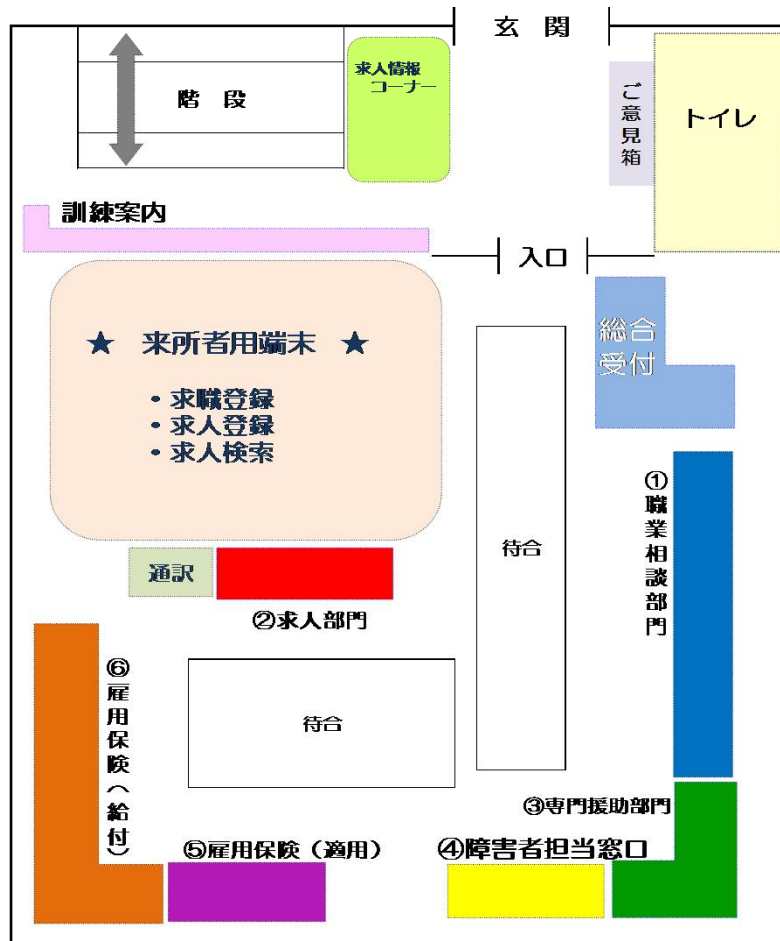 玄　関
求人情報
コーナー
階　段
ご意見箱
トイレ
訓練案内
入口
総合
受付
★　来所者用端末　★
・求職登録
・求人登録
・求人検索
①職業相談部門
待合
通訳
②求人部門
⑥雇用保険（給付）
待合
③専門援助部門
⑤雇用保険（適用）
④障害者担当窓口